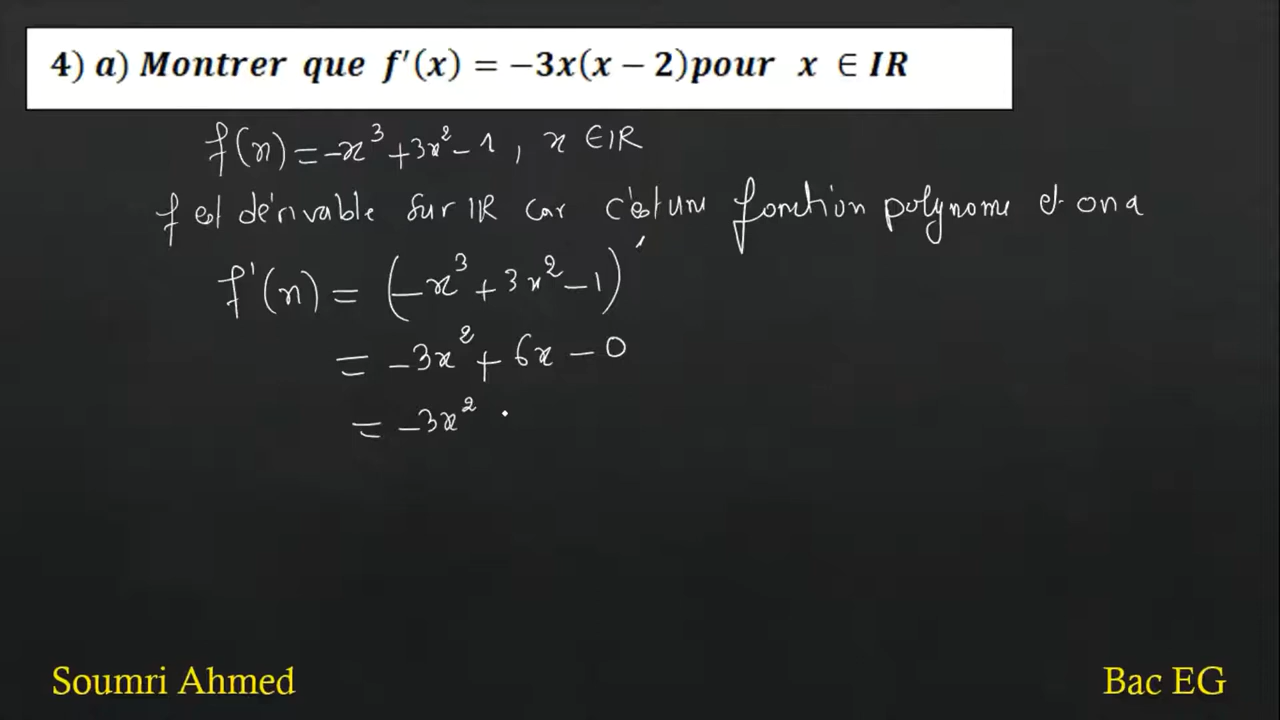 4) a) Montrer que f'(x) = −3x(x − 2)pour x ∈ IR
f(x) = -x³ + 3x² - 1, x ∈ IR
f est dérivable sur IR car c'est une fonction polynome et on a
f'(x) = (-x³ + 3x² - 1)'
= -3x² + 6x - 0
= -3x²
Soumri Ahmed
Bac EG